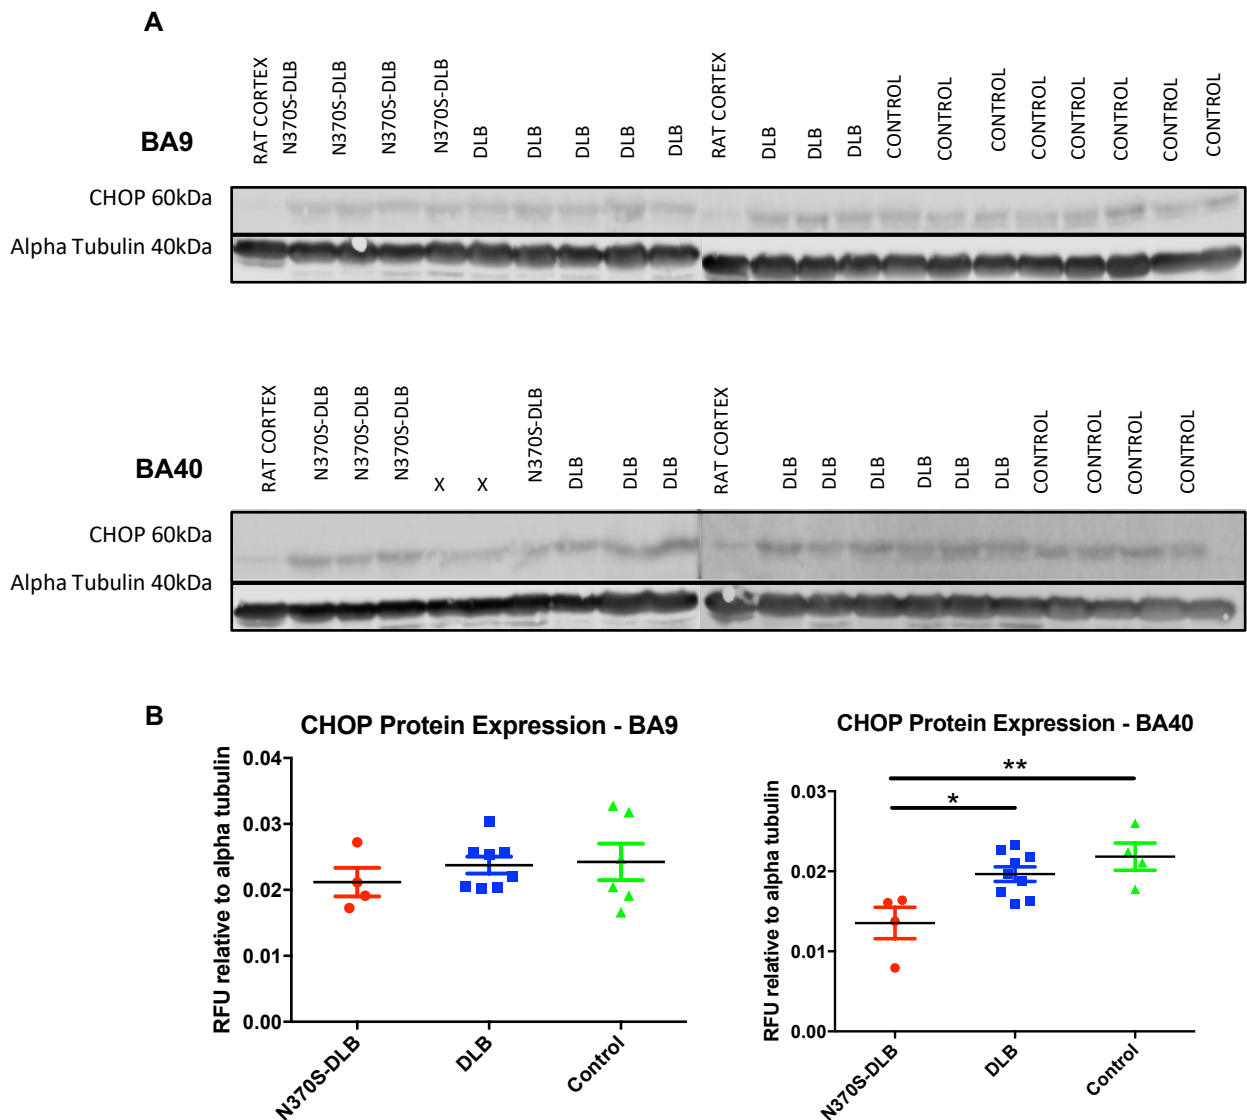 A
RAT CORTEX
N370S-DLB
N370S-DLB
N370S-DLB
N370S-DLB
DLB
DLB
DLB
DLB
DLB
RAT CORTEX
DLB
DLB
DLB
CONTROL
CONTROL
CONTROL
CONTROL
CONTROL
CONTROL
CONTROL
CONTROL
BA9
CHOP 60kDa
Alpha Tubulin 40kDa
RAT CORTEX
N370S-DLB
N370S-DLB
N370S-DLB
X
X
N370S-DLB
DLB
DLB
DLB
RAT CORTEX
DLB
DLB
DLB
DLB
DLB
DLB
CONTROL
CONTROL
CONTROL
CONTROL
BA40
CHOP 60kDa
Alpha Tubulin 40kDa
B
CHOP Protein Expression - BA9
RFU relative to alpha tubulin
0.04
0.03
0.02
0.01
0.00
N370S-DLB
DLB
Control
CHOP Protein Expression - BA40
RFU relative to alpha tubulin
**
*
0.03
0.02
0.01
0.00
N370S-DLB
DLB
Control